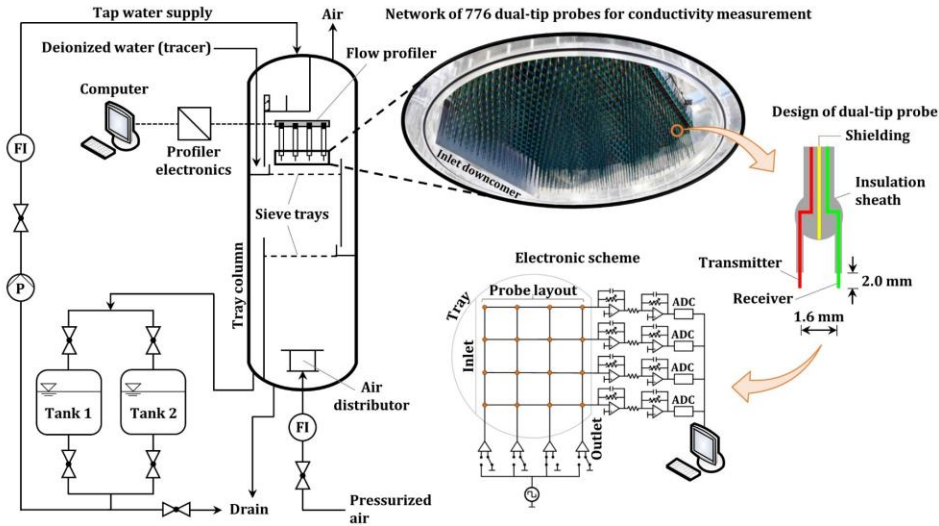 Tap water supply
Air
Network of 776 dual-tip probes for conductivity measurement
Deionized water (tracer)
Flow profiler
Computer
FI
Profiler
electronics
Inlet downcomer
Design of dual-tip probe
Shielding
Insulation
sheath
Sieve trays
Transmitter
2.0 mm
Receiver
1.6 mm
P
Tray column
Electronic scheme
Tray
Probe layout
ADC
ADC
ADC
ADC
Inlet
Outlet
Tank 1
Tank 2
Air
distributor
FI
Drain
Pressurized
air